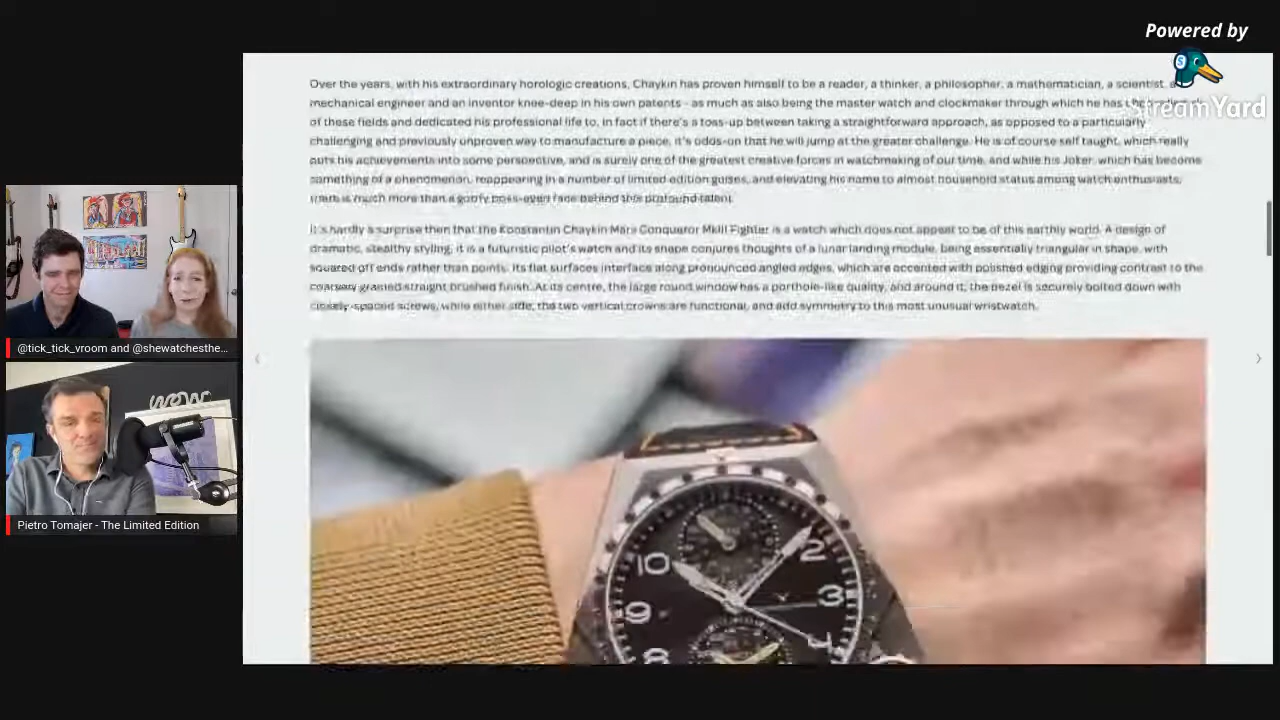 Powered by
StreamYard
Over the years, with his extraordinary horologic creations, Chaykin has proven himself to be a reader, a thinker, a philosopher, a mathematician, a scientist, a
mechanical engineer and an inventor knee-deep in his own patents - as much as also being the master watch and clockmaker through which he has
of these fields and dedicated his professional life to. In fact if there's a toss-up between taking a straightforward approach, as opposed to a particularly
challenging and previously unproven way to manufacture a piece, it's odds-on that he will jump at the greater challenge. He is of course self taught, which really
puts his achievements into some perspective, and is surely one of the greatest creative forces in watchmaking of our time, and while his Joker, which has become
something of a phenomenon, reappearing in a number of limited edition guises, and elevating his name to almost household status among watch enthusiasts,
there is much more than a goofy boss-eyed face behind this profound talent.
It's hardly a surprise then that the Konstantin Chaykin Mars Conqueror MkIII Fighter is a watch which does not appear to be of this earthly world. A design of
dramatic, stealthy styling, it is a futuristic pilot's watch and its shape conjures thoughts of a lunar landing module, being essentially triangular in shape, with
squared off ends rather than points. Its flat surfaces interface along pronounced angled edges, which are accented with polished edging providing contrast to the
coarsely grained straight brushed finish. At its centre, the large round window has a porthole-like quality, and around it, the bezel is securely bolted down with
closely-spaced screws, while either side, the two vertical crowns are functional, and add symmetry to this most unusual wristwatch.
@tick_tick_vroom and @shewatchesthe...
WOW
Pietro Tomajer - The Limited Edition
10
2
9
3
8